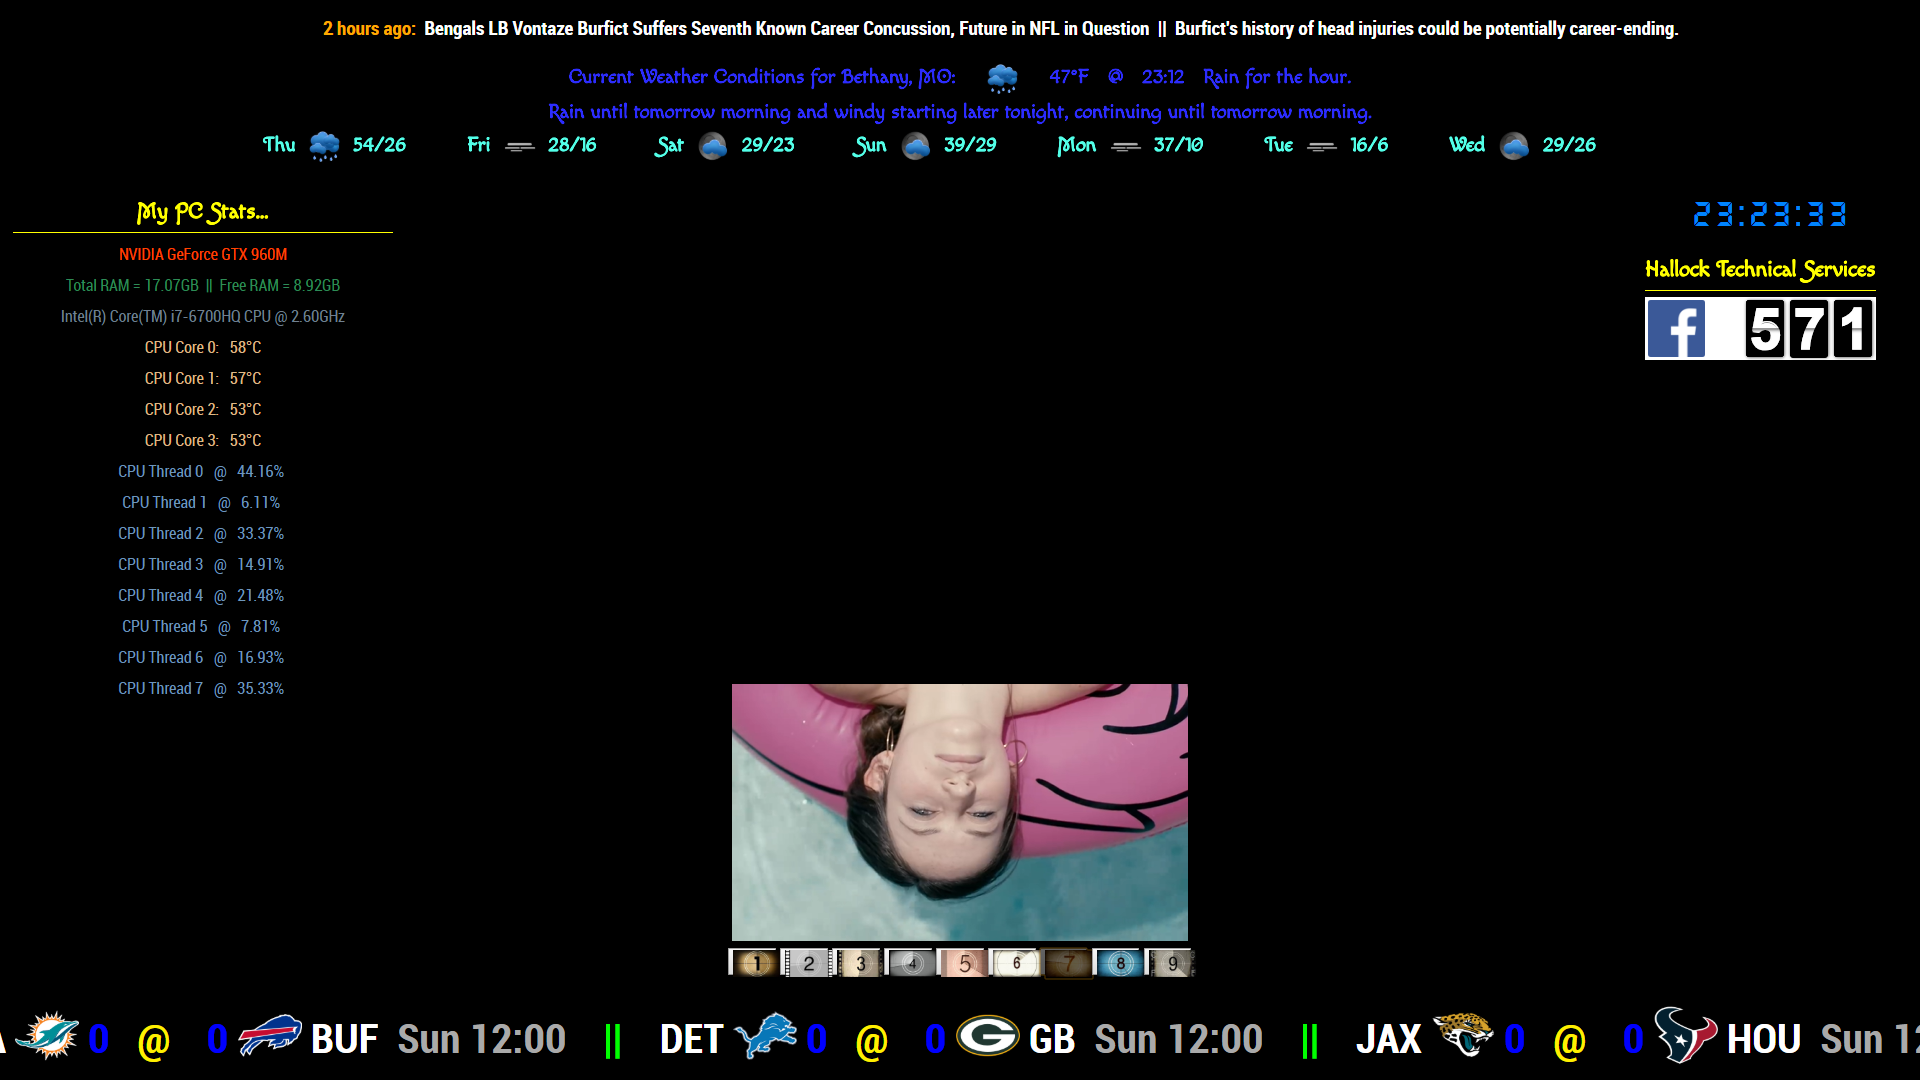 2 hours ago: Bengals LB Vontaze Burfict Suffers Seventh Known Career Concussion, Future in NFL in Question || Burfict's history of head injuries could be potentially career-ending.
Current Weather Conditions for Bethany, MO: 47°F @ 23:12 Rain for the hour.
Rain until tomorrow morning and windy starting later tonight, continuing until tomorrow morning.
Thu 54/26 Fri 28/16 Sat 29/23 Sun 39/29 Mon 37/10 Tue 16/6 Wed 29/26
My PC Stats...
NVIDIA GeForce GTX 960M
Total RAM = 17.07GB || Free RAM = 8.92GB
Intel(R) Core(TM) i7-6700HQ CPU @ 2.60GHz
CPU Core 0: 58°C
CPU Core 1: 57°C
CPU Core 2: 53°C
CPU Core 3: 53°C
CPU Thread 0 @ 44.16%
CPU Thread 1 @ 6.11%
CPU Thread 2 @ 33.37%
CPU Thread 3 @ 14.91%
CPU Thread 4 @ 21.48%
CPU Thread 5 @ 7.81%
CPU Thread 6 @ 16.93%
CPU Thread 7 @ 35.33%
23:23:33
Hallock Technical Services
f 571
1 2 3 4 5 6 7 8 9
A 0 @ 0 BUF Sun 12:00 || DET 0 @ 0 G GB Sun 12:00 || JAX 0 @ 0 HOU Sun 12